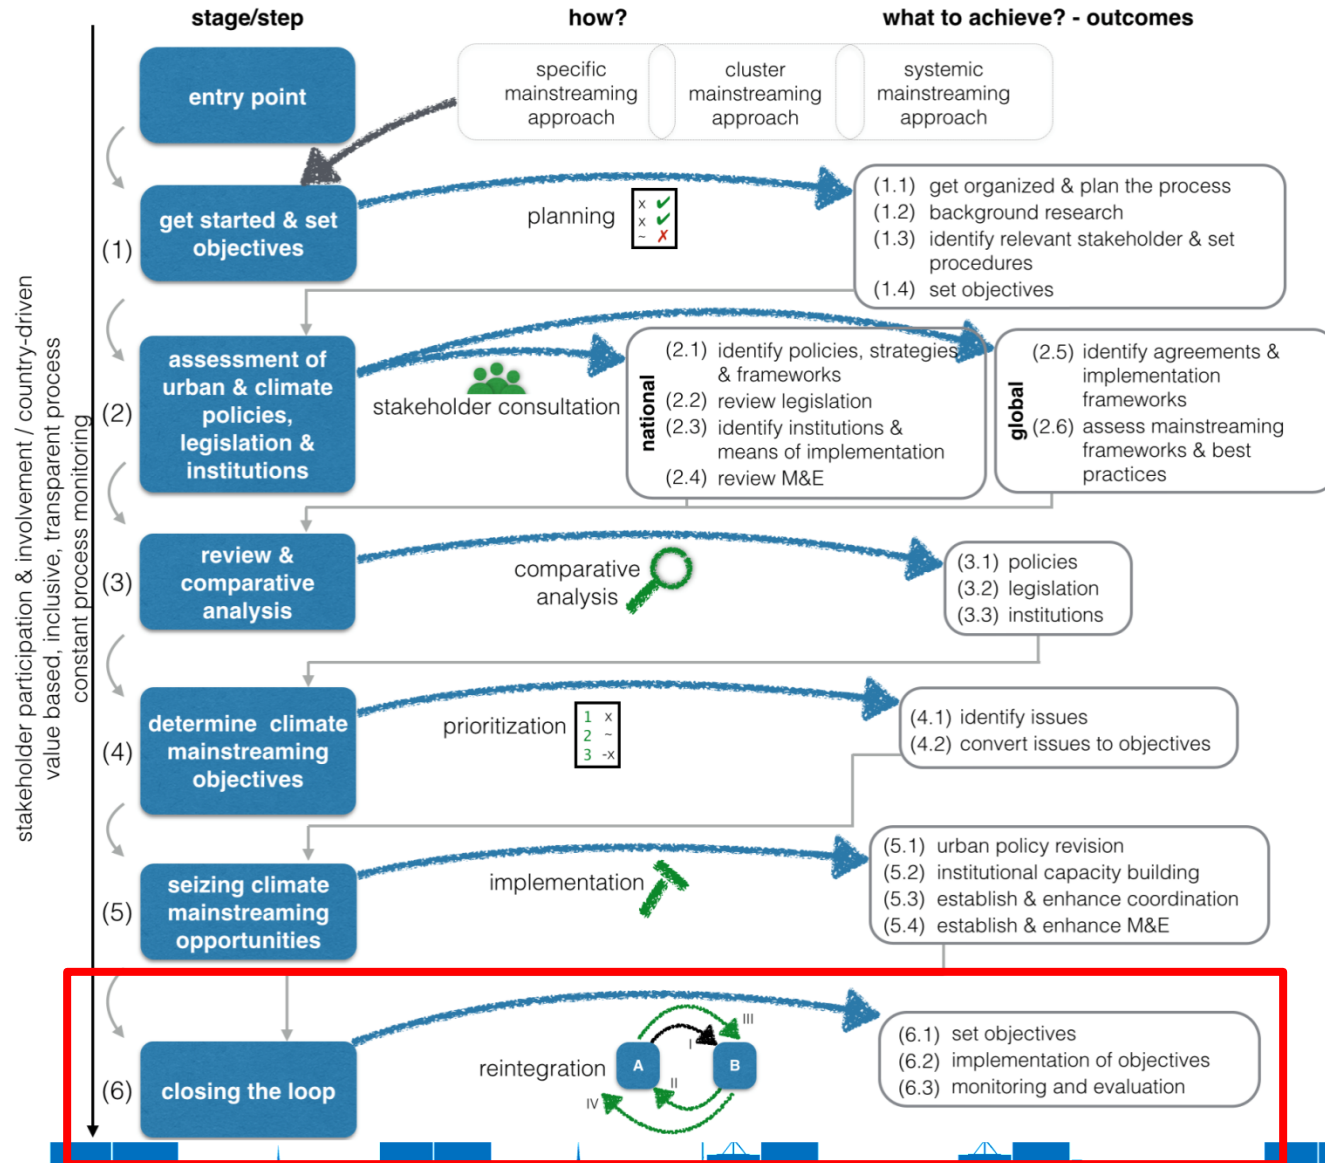 stage/step
how?
what to achieve? - outcomes
entry point
specific
mainstreaming
approach
cluster
mainstreaming
approach
systemic
mainstreaming
approach
(1)
get started & set
objectives
planning
x ✔
x ✔
~ ✗
(1.1) get organized & plan the process
(1.2) background research
(1.3) identify relevant stakeholder & set
procedures
(1.4) set objectives
(2)
assessment of
urban & climate
policies,
legislation &
institutions
stakeholder consultation
national
(2.1) identify policies, strategies
& frameworks
(2.2) review legislation
(2.3) identify institutions &
means of implementation
(2.4) review M&E
global
(2.5) identify agreements &
implementation
frameworks
(2.6) assess mainstreaming
frameworks & best
practices
(3)
review &
comparative
analysis
comparative
analysis
(3.1) policies
(3.2) legislation
(3.3) institutions
(4)
determine climate
mainstreaming
objectives
prioritization
1 x
2 ~
3 -x
(4.1) identify issues
(4.2) convert issues to objectives
(5)
seizing climate
mainstreaming
opportunities
implementation
(5.1) urban policy revision
(5.2) institutional capacity building
(5.3) establish & enhance coordination
(5.4) establish & enhance M&E
(6)
closing the loop
reintegration
A
B
I
II
III
IV
(6.1) set objectives
(6.2) implementation of objectives
(6.3) monitoring and evaluation
stakeholder participation & involvement / country-driven
value based, inclusive, transparent process
constant process monitoring